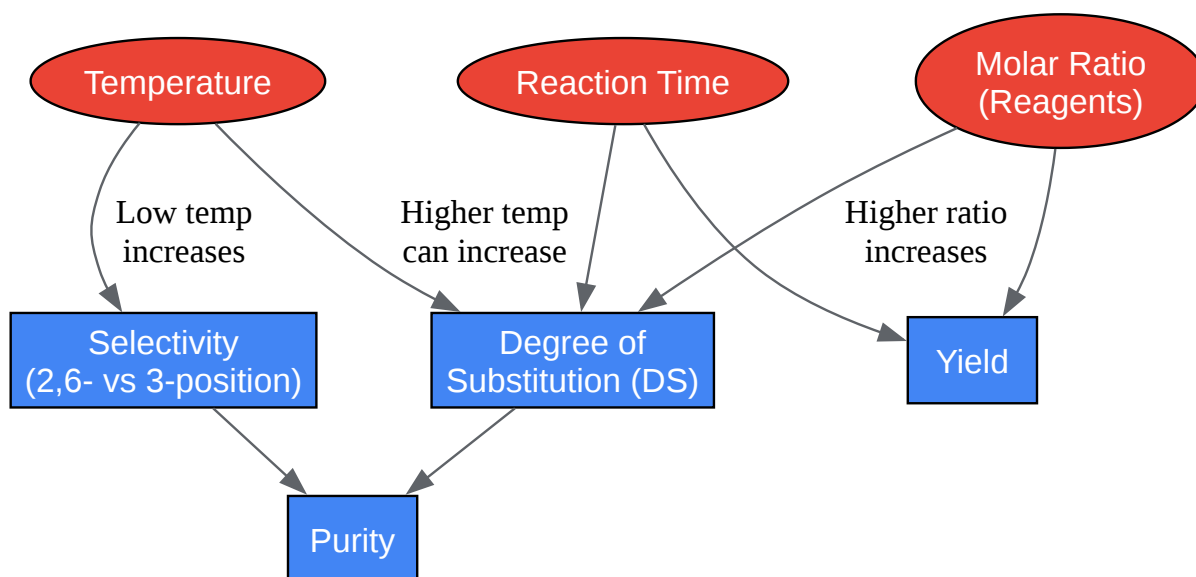 Temperature
Reaction Time
Molar Ratio
(Reagents)
Low temp
increases
Higher temp
can increase
Higher ratio
increases
Selectivity
(2,6- vs 3-position)
Degree of
Substitution (DS)
Yield
Purity